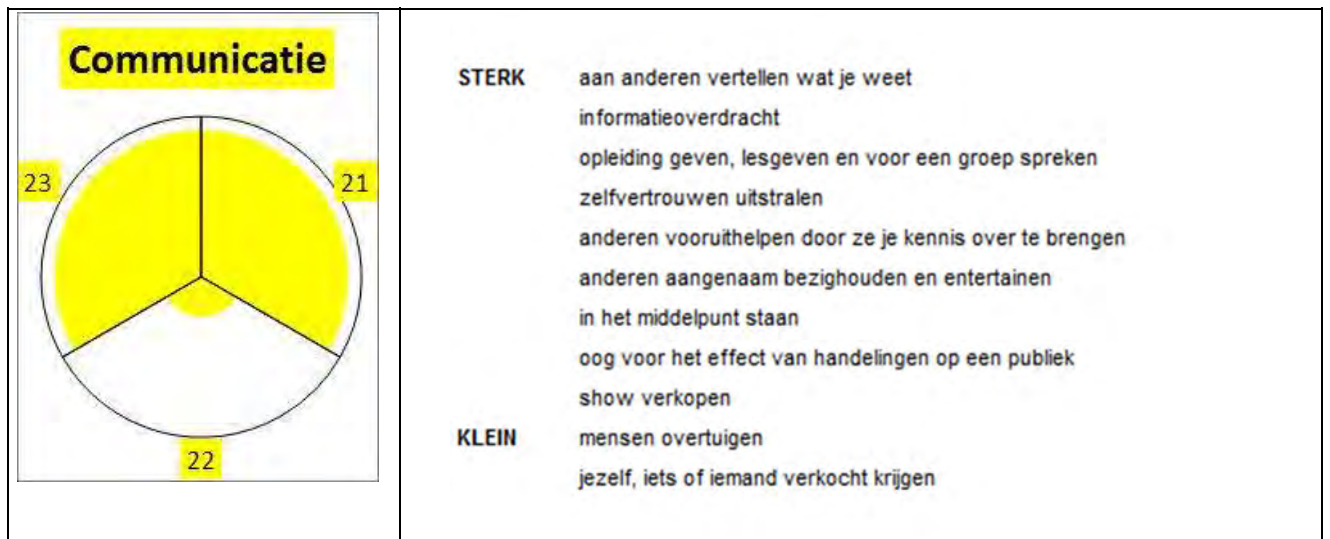 Communicatie
23
21
22
STERK aan anderen vertellen wat je weet
informatieoverdracht
opleiding geven, lesgeven en voor een groep spreken
zelfvertrouwen uitstralen
anderen vooruithelpen door ze je kennis over te brengen
anderen aangenaam bezighouden en entertainen
in het middelpunt staan
oog voor het effect van handelingen op een publiek
show verkopen
KLEIN mensen overtuigen
jezelf, iets of iemand verkocht krijgen